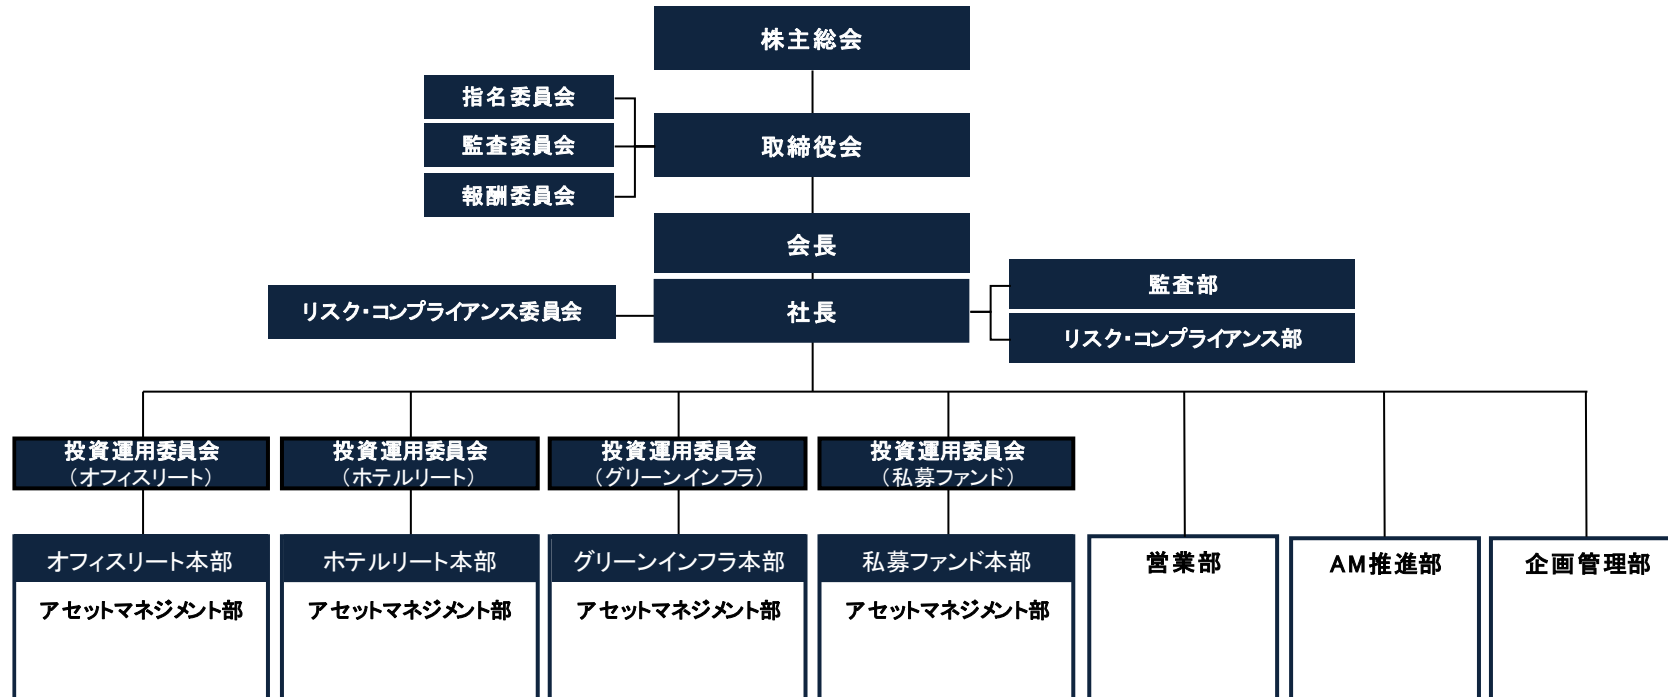 株主総会
指名委員会
監査委員会
報酬委員会
取締役会
会長
社長
リスク・コンプライアンス委員会
監査部
リスク・コンプライアンス部
投資運用委員会
（オフィスリート）
投資運用委員会
（ホテルリート）
投資運用委員会
（グリーンインフラ）
投資運用委員会
（私募ファンド）
オフィスリート本部
アセットマネジメント部
ホテルリート本部
アセットマネジメント部
グリーンインフラ本部
アセットマネジメント部
私募ファンド本部
アセットマネジメント部
営業部
AM推進部
企画管理部